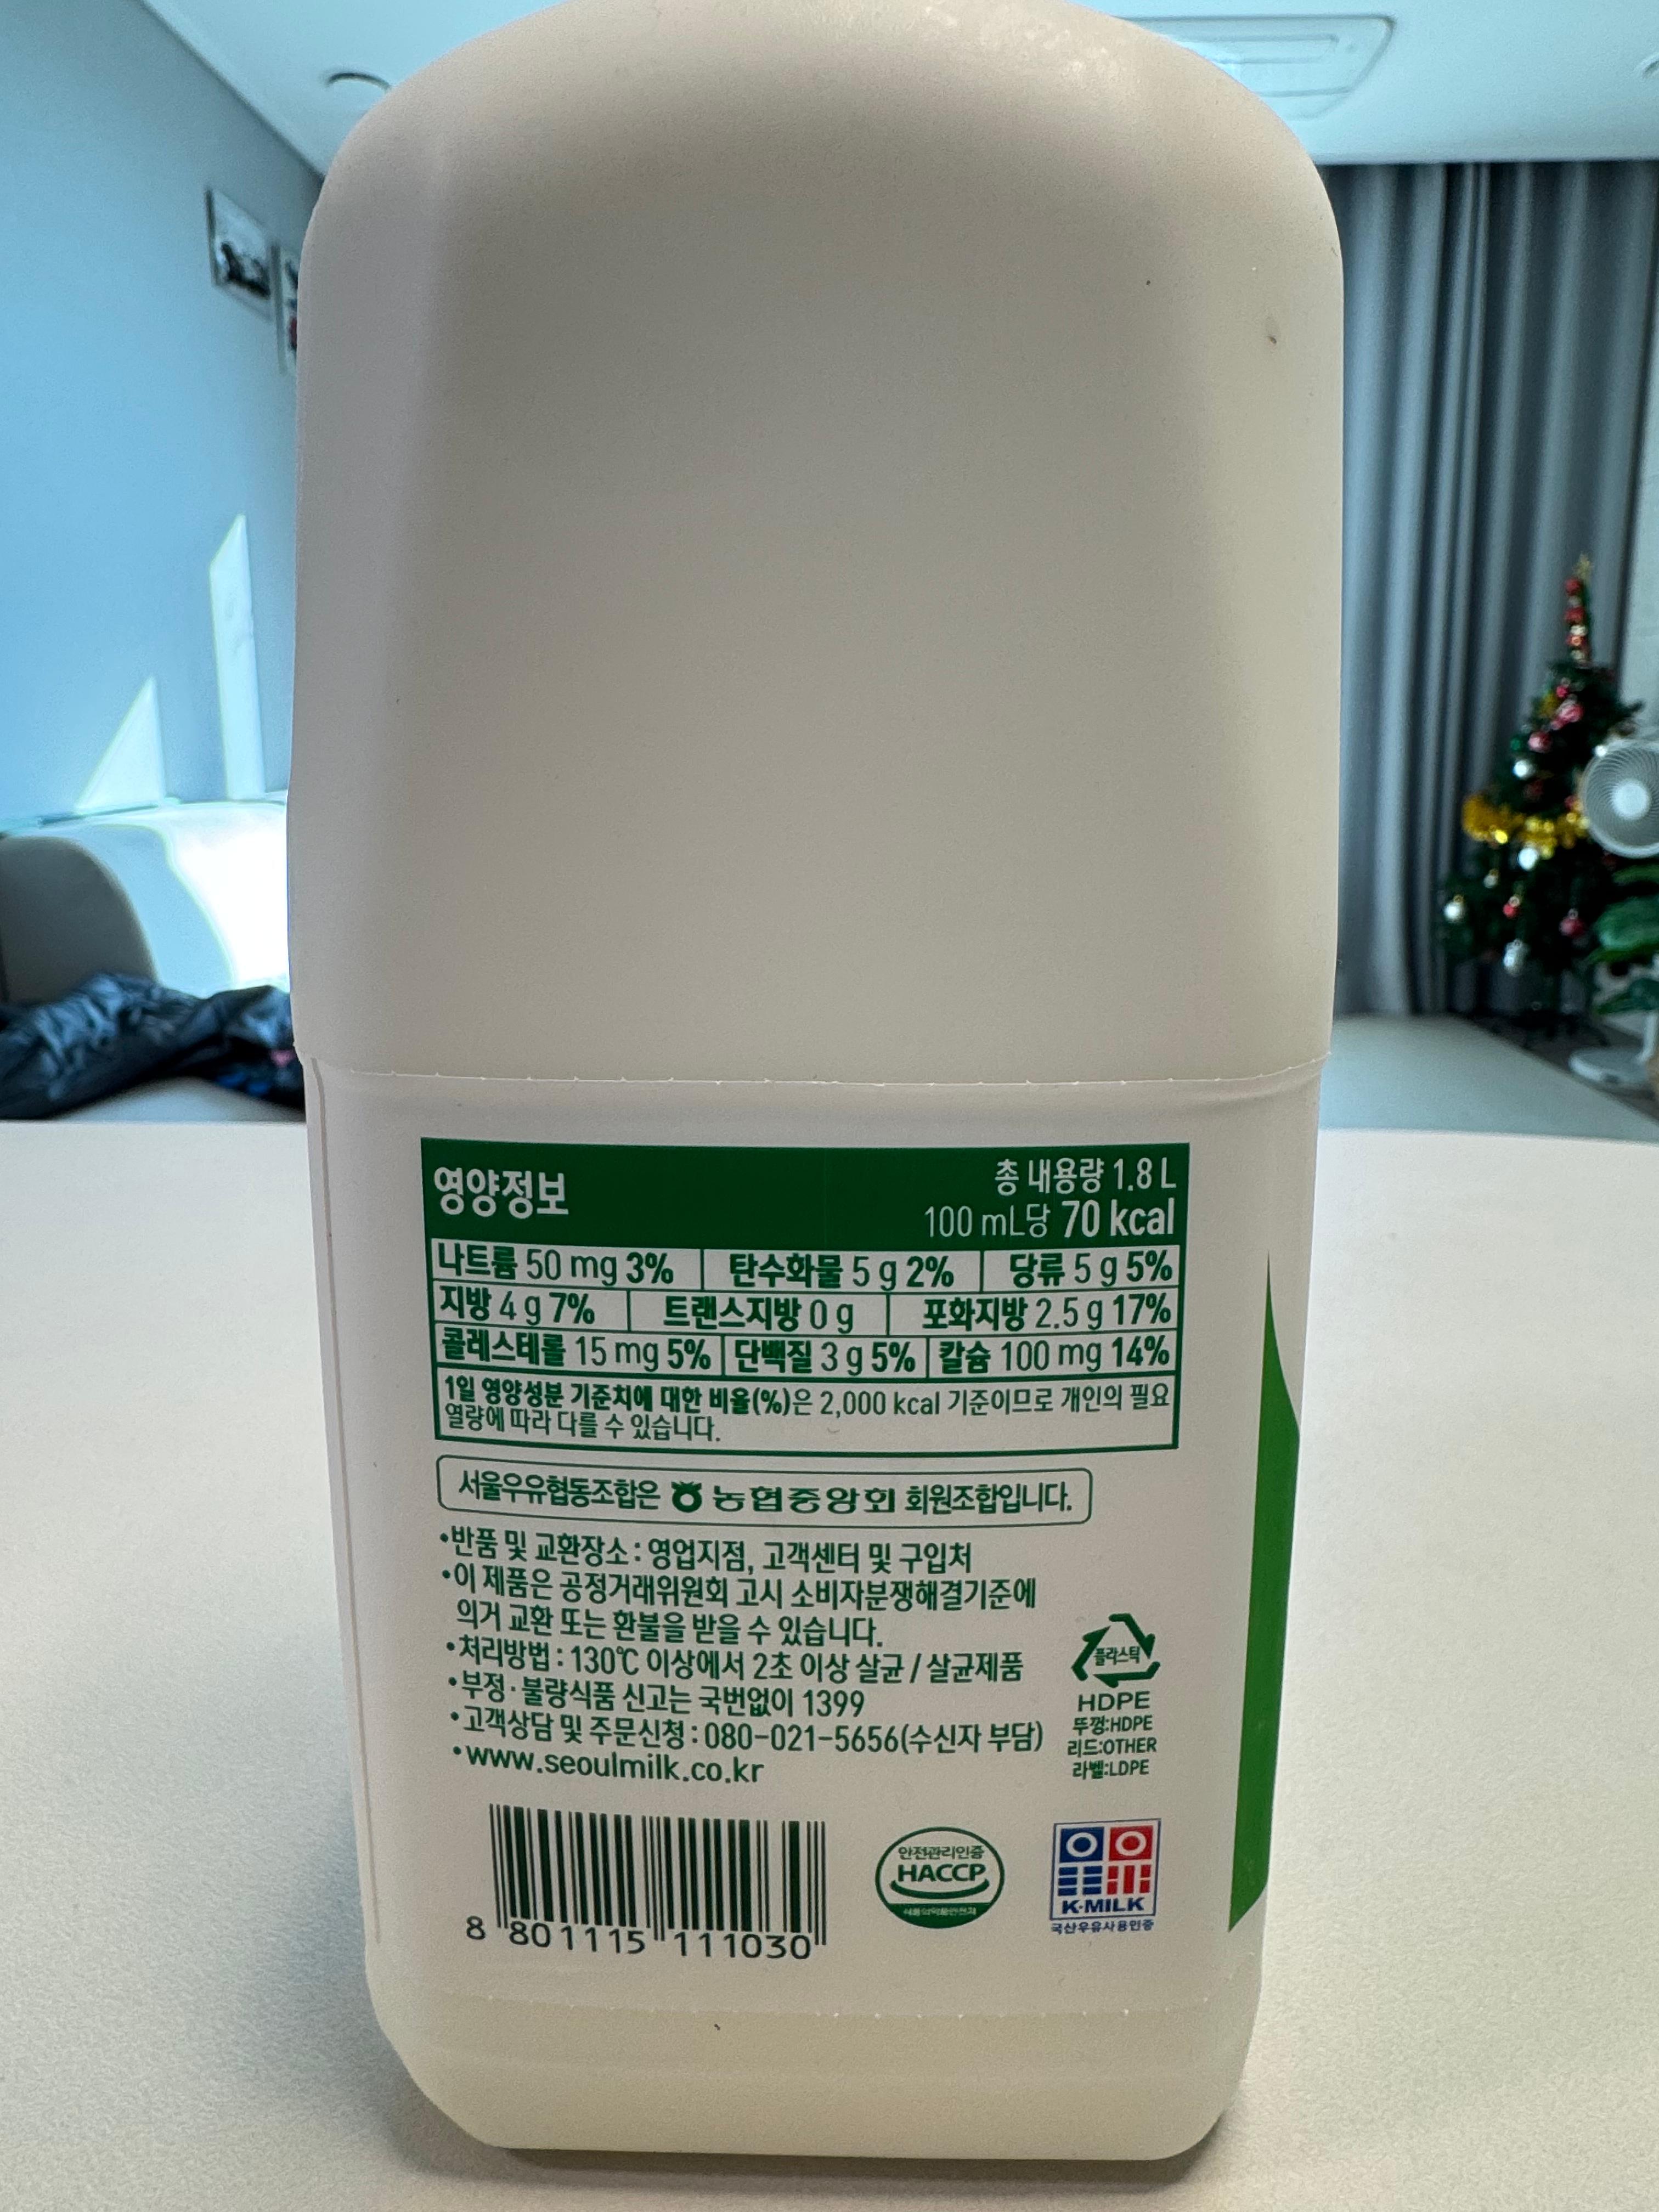 영양정보
총 내용량 1.8 L
100 mL당 70 kcal
나트륨 50 mg 3% 탄수화물 5 g 2% 당류 5 g 5%
지방 4 g 7% 트랜스지방 0 g 포화지방 2.5 g 17%
콜레스테롤 15 mg 5% 단백질 3 g 5% 칼슘 100 mg 14%
1일 영양성분 기준치에 대한 비율(%)은 2,000 kcal 기준이므로 개인의 필요
열량에 따라 다를 수 있습니다.
서울우유협동조합은 농협중앙회 회원조합입니다.
•반품 및 교환장소 : 영업지점, 고객센터 및 구입처
•이 제품은 공정거래위원회 고시 소비자분쟁해결기준에
의거 교환 또는 환불을 받을 수 있습니다.
•처리방법 : 130℃ 이상에서 2초 이상 살균 / 살균제품
•부정·불량식품 신고는 국번없이 1399
•고객상담 및 주문신청 : 080-021-5656(수신자 부담)
•www.seoulmilk.co.kr
플라스틱
HDPE
뚜껑:HDPE
리드:OTHER
라벨:LDPE
8 801115 111030
안전관리인증
HACCP
식품의약품안전처
우유
K·MILK
국산우유사용인증